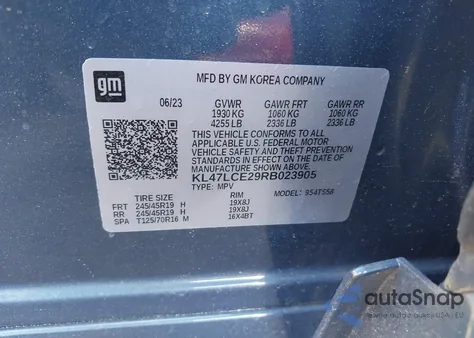 gm
MFD BY GM KOREA COMPANY
06/23 GVWR GAWR FRT GAWR RR
1930 KG 1060 KG 1060 KG
4255 LB 2336 LB 2336 LB
THIS VEHICLE CONFORMS TO ALL
APPLICABLE U.S. FEDERAL MOTOR
VEHICLE SAFETY, BUMPER, AND
THEFT PREVENTION STANDARDS IN
EFFECT ON THE DATE OF
MANUFACTURE SHOWN ABOVE.
KL47LCE29RB023905
TYPE: MPV MODEL:
TIRE SIZE RIM
FRT 245/45R19 H 19X8J
RR 245/45R19 H 19X8J
SPA T125/70R16 M 16X4BT
autaSnap